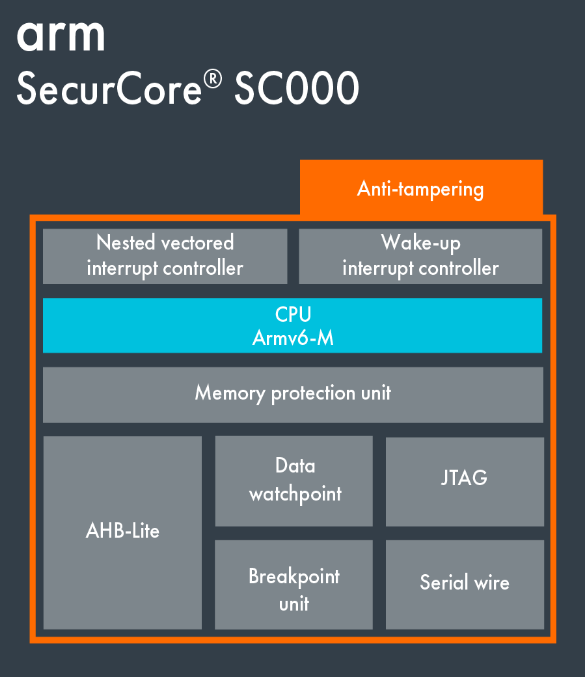 arm
SecurCore® SC000
Anti-tampering
Nested vectored
interrupt controller
Wake-up
interrupt controller
CPU
Armv6-M
Memory protection unit
AHB-Lite
Data
watchpoint
JTAG
Breakpoint
unit
Serial wire